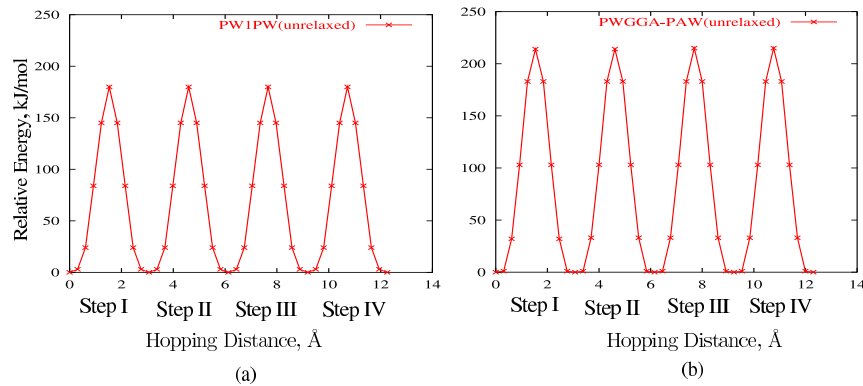 PW1PW(unrelaxed)
250
200
150
100
50
0
Relative Energy, kJ/mol
0 2 4 6 8 10 12 14
Step I Step II Step III Step IV
Hopping Distance, Å
(a)
PWGGA-PAW(unrelaxed)
250
200
150
100
50
0
0 2 4 6 8 10 12 14
Step I Step II Step III Step IV
Hopping Distance, Å
(b)